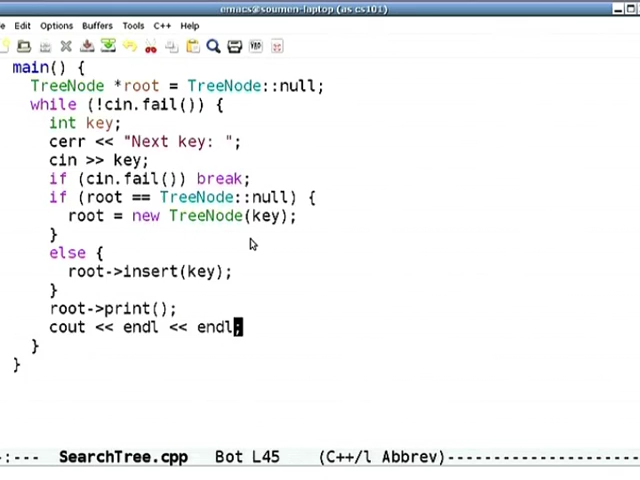 emacs@soumen-laptop (as cs101)
Edit Options Buffers Tools C++ Help
main() {
TreeNode *root = TreeNode::null;
while (!cin.fail()) {
int key;
cerr << "Next key: ";
cin >> key;
if (cin.fail()) break;
if (root == TreeNode::null) {
root = new TreeNode(key);
}
else {
root->insert(key);
}
root->print();
cout << endl << endl;
}
}
-:--- SearchTree.cpp Bot L45 (C++/l Abbrev)-----------------------